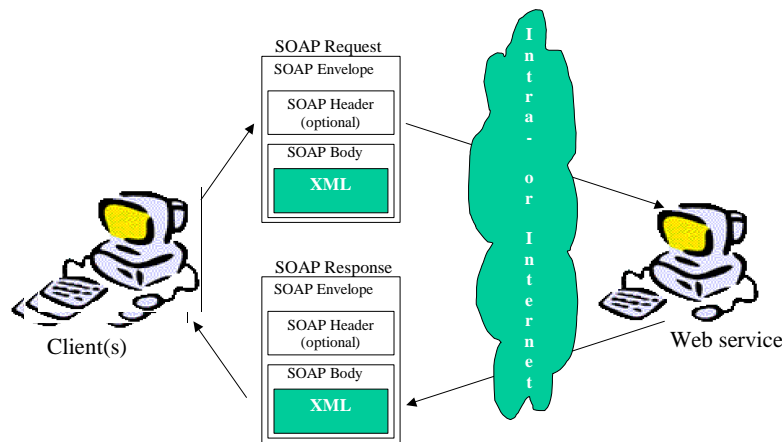 SOAP Request
SOAP Envelope
SOAP Header
(optional)
SOAP Body
XML
Client(s)
SOAP Response
SOAP Envelope
SOAP Header
(optional)
SOAP Body
XML
Intra- or Internet
Web service